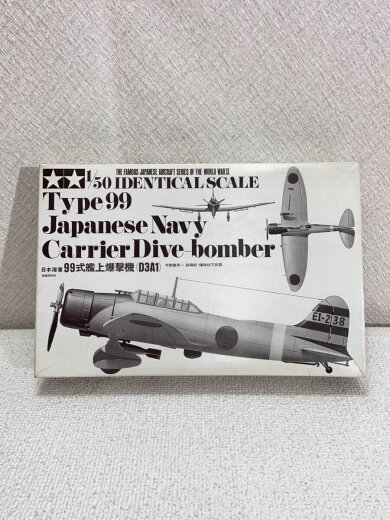 THE FAMOUS JAPANESE AIRCRAFT SERIES OF THE WORLD WAR II
1/50 IDENTICAL SCALE
Type 99
Japanese Navy
Carrier Dive-bomber
日本海軍 99式艦上爆撃機 (D3A1)
EI-238